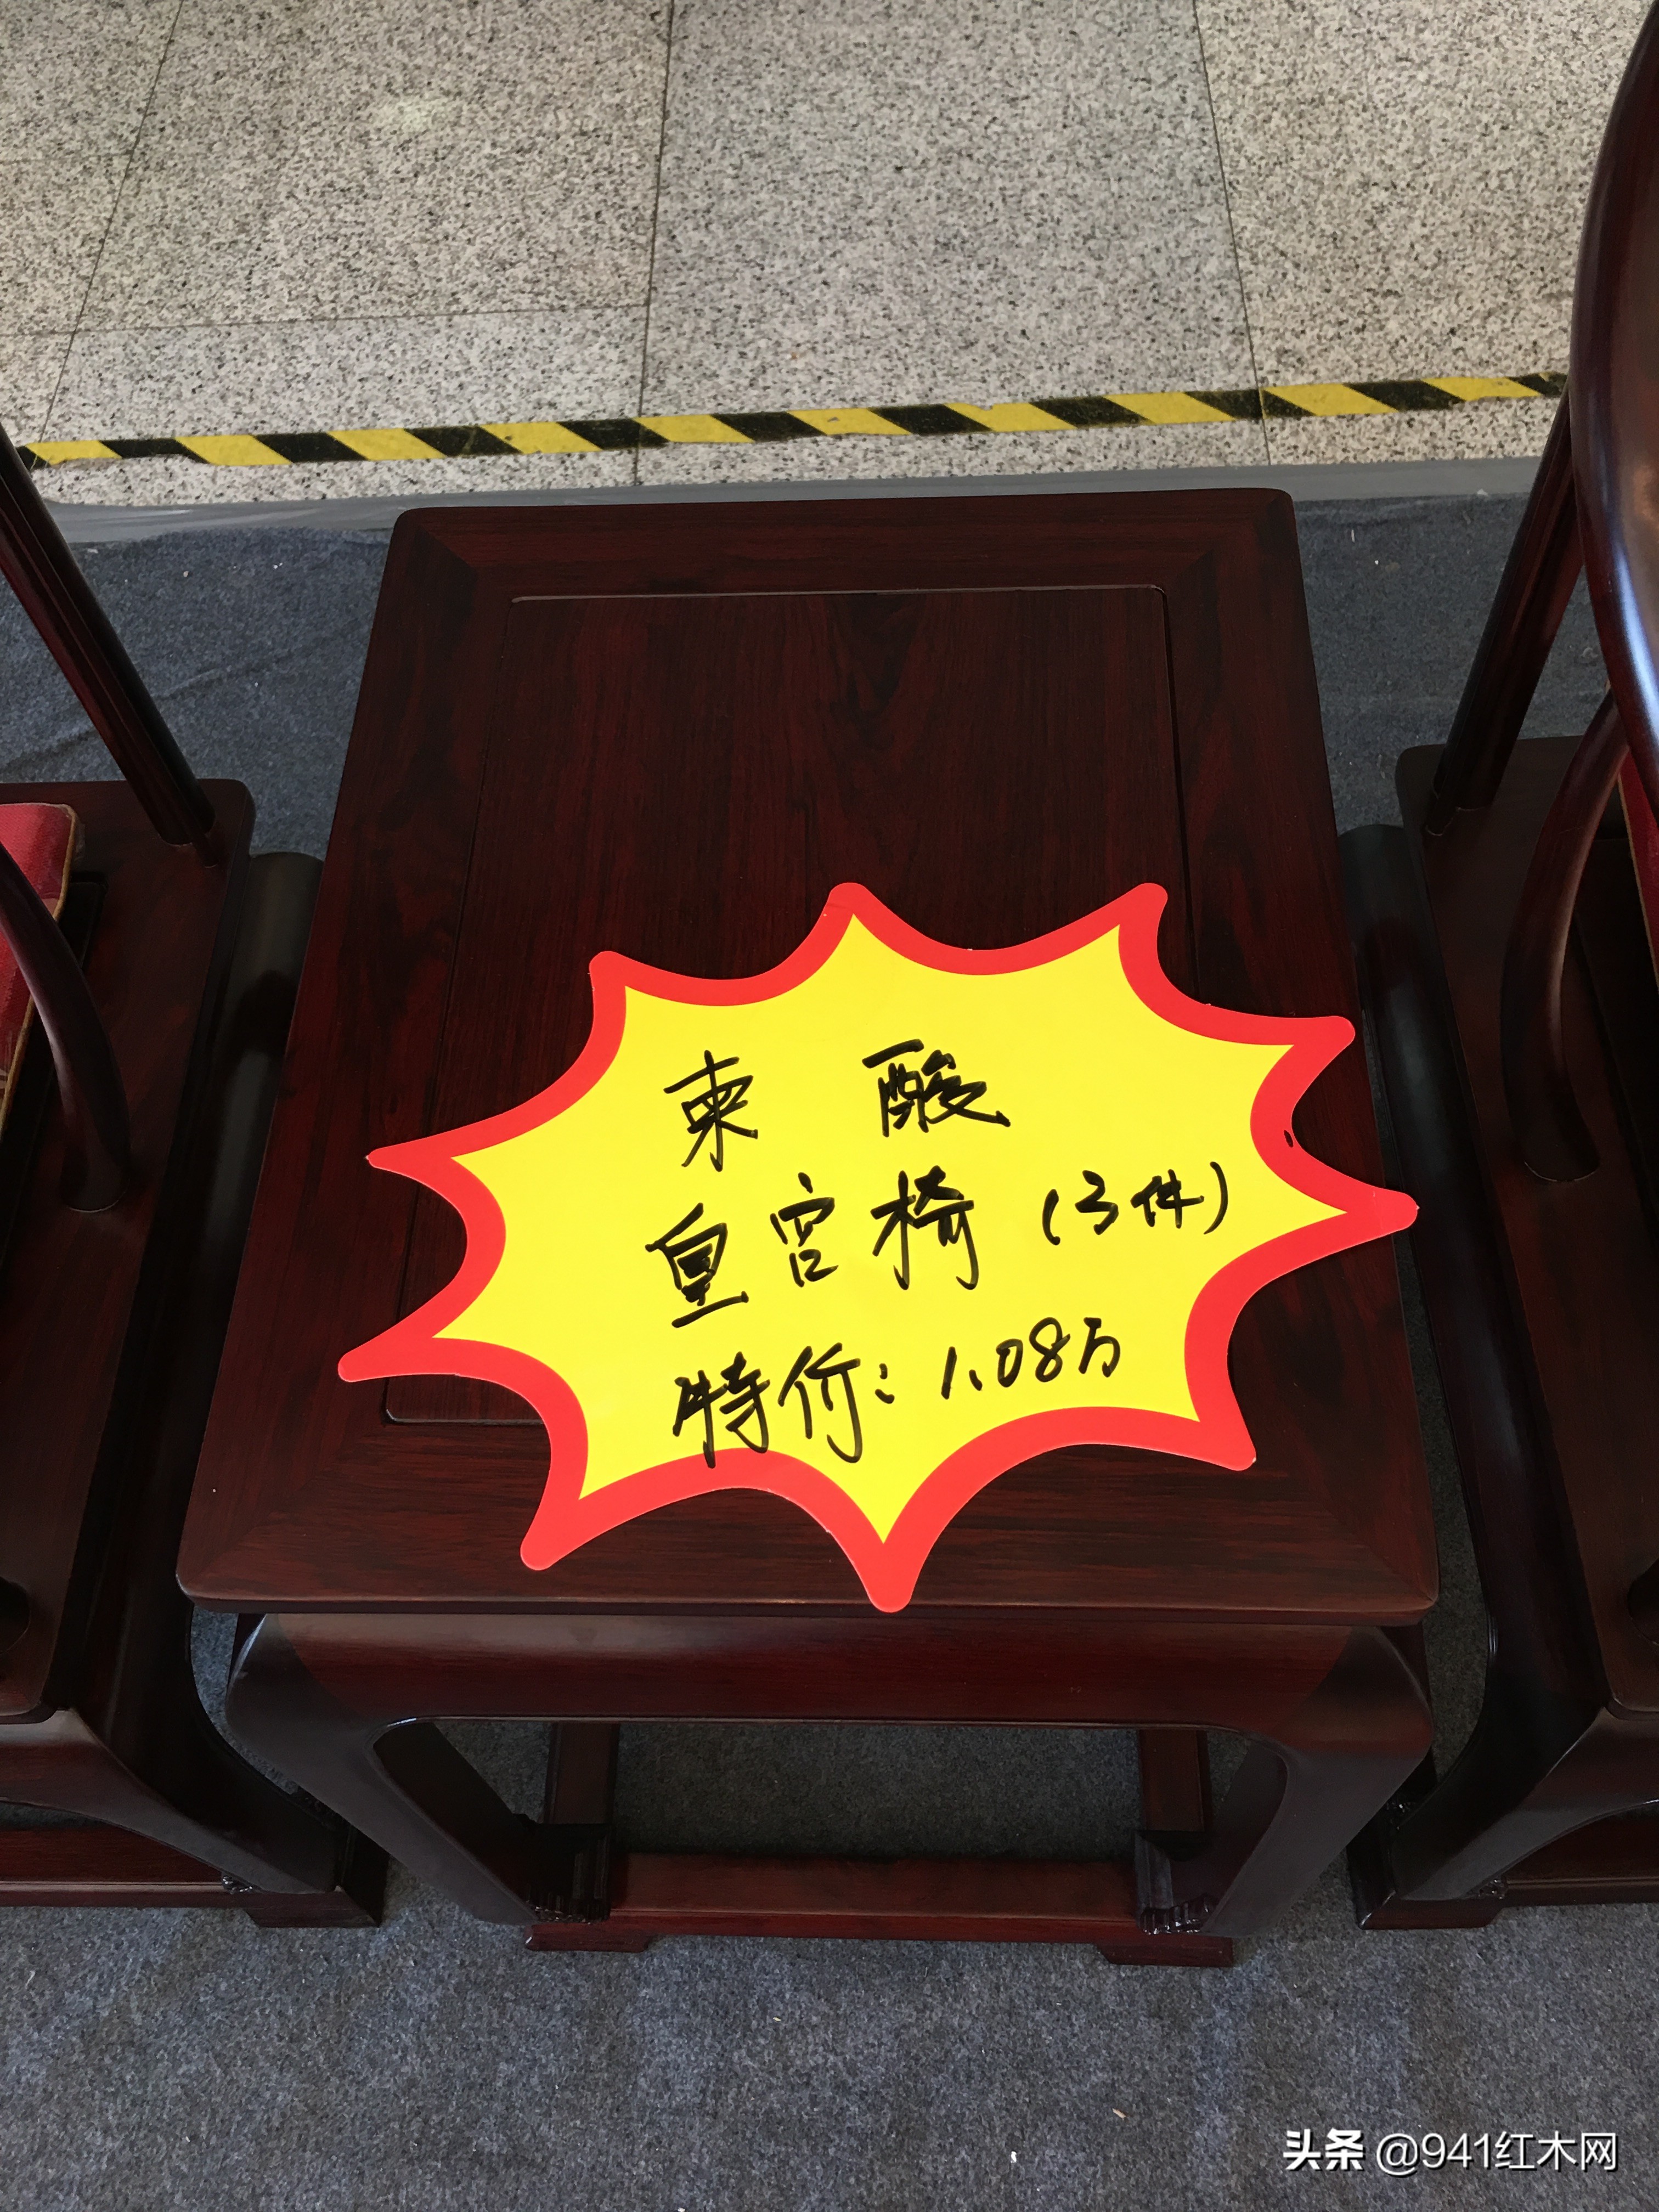 柬 酸
皇宫椅（3件）
特价：1.08万
头条 @941红木网